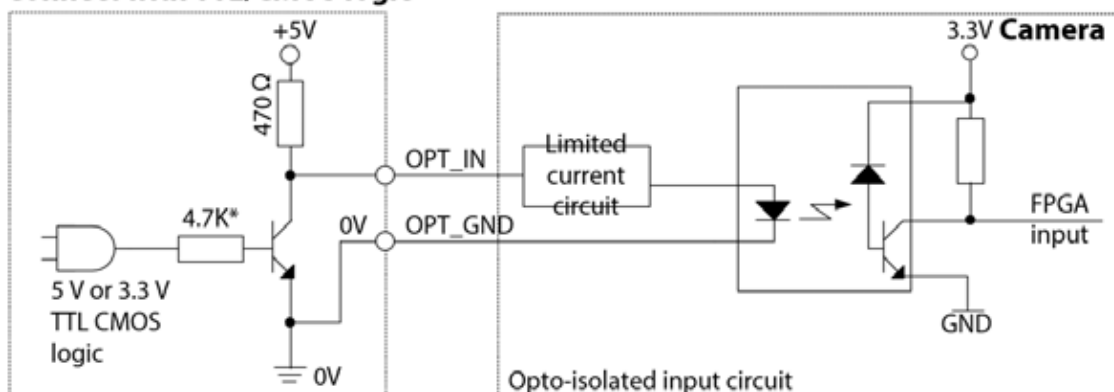 +5V
3.3V Camera
470 Ω
OPT_IN
Limited
current
circuit
4.7K*
0V
OPT_GND
FPGA
input
5 V or 3.3 V
TTL CMOS
logic
GND
0V
Opto-isolated input circuit